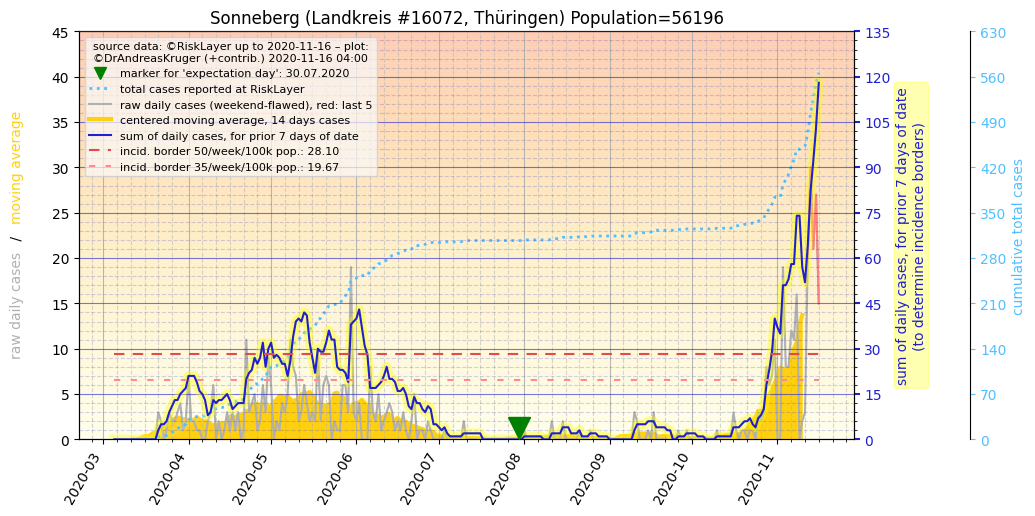 Sonneberg (Landkreis #16072, Thüringen) Population=56196
source data: ©RiskLayer up to 2020-11-16 – plot:
©DrAndreasKruger (+contrib.) 2020-11-16 04:00
marker for 'expectation day': 30.07.2020
total cases reported at RiskLayer
raw daily cases (weekend-flawed), red: last 5
centered moving average, 14 days cases
sum of daily cases, for prior 7 days of date
incid. border 50/week/100k pop.: 28.10
incid. border 35/week/100k pop.: 19.67
raw daily cases / moving average
45
40
35
30
25
20
15
10
5
0
2020-03
2020-04
2020-05
2020-06
2020-07
2020-08
2020-09
2020-10
2020-11
135
120
105
90
75
60
45
30
15
0
sum of daily cases, for prior 7 days of date
(to determine incidence borders)
630
560
490
420
350
280
210
140
70
0
cumulative total cases